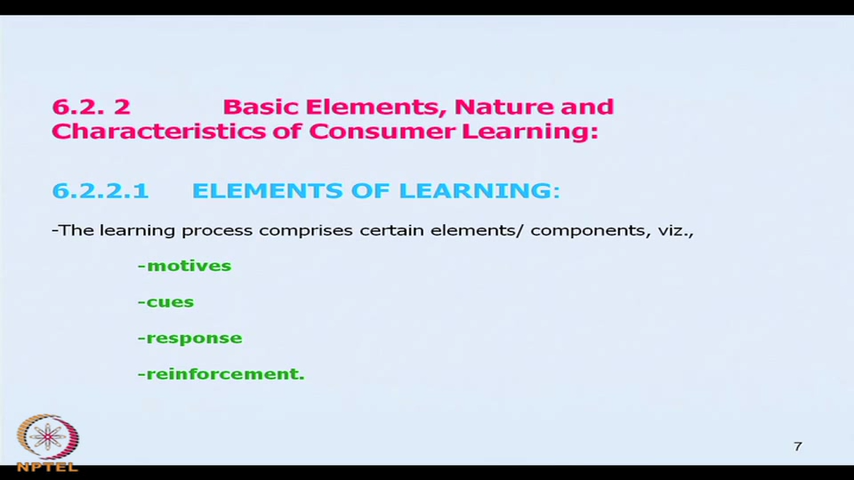 6.2. 2 Basic Elements, Nature and
Characteristics of Consumer Learning:
6.2.2.1 ELEMENTS OF LEARNING:
-The learning process comprises certain elements/ components, viz.,
-motives
-cues
-response
-reinforcement.
NPTEL
7